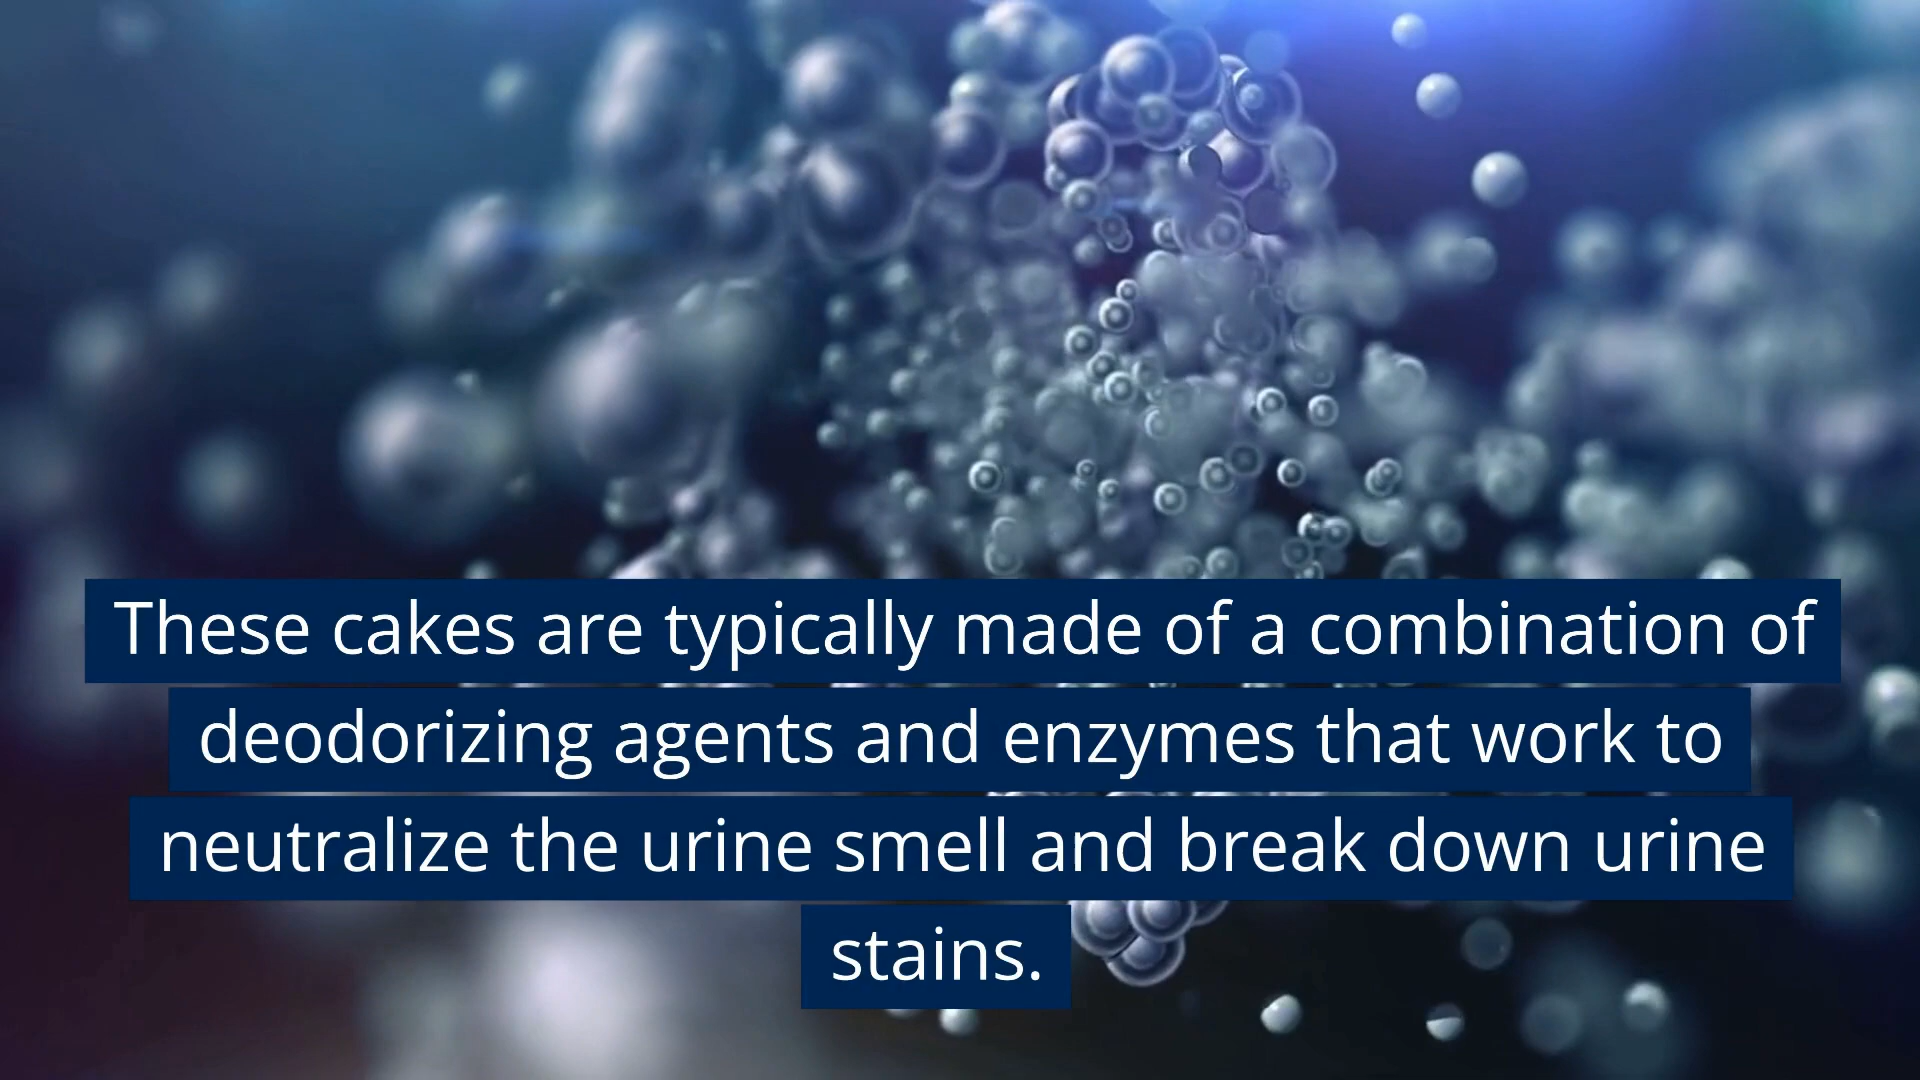 These cakes are typically made of a combination of
deodorizing agents and enzymes that work to
neutralize the urine smell and break down urine
stains.